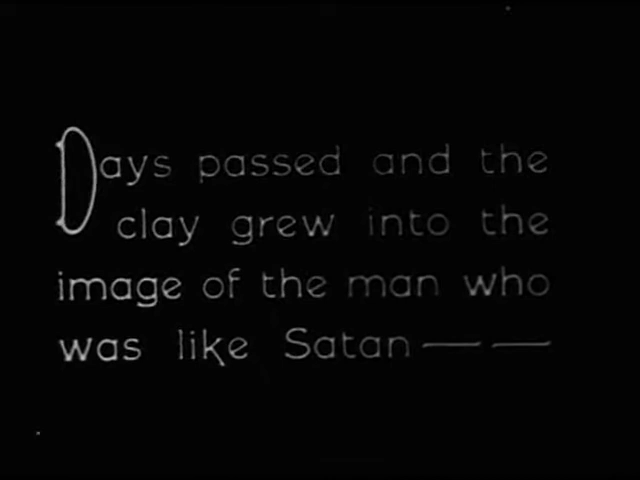 Days passed and the
clay grew into the
image of the man who
was like Satan — —